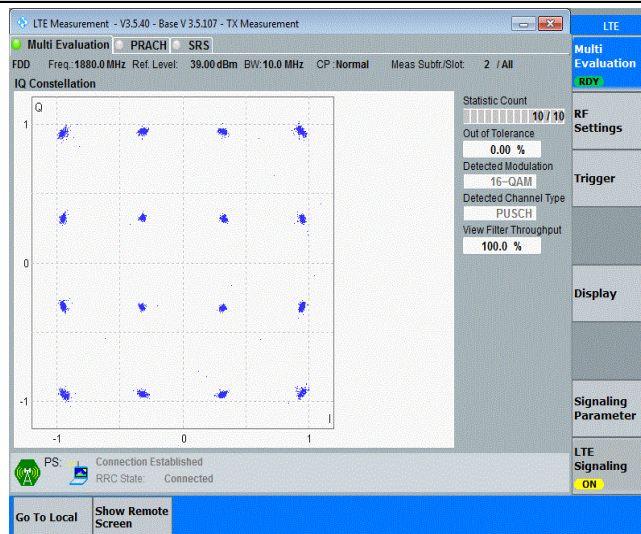 LTE Measurement - V3.5.40 - Base V 3.5.107 - TX Measurement
LTE
Multi Evaluation PRACH SRS
Multi
Evaluation
RDY
FDD Freq.:1880.0 MHz Ref. Level: 39.00 dBm BW:10.0 MHz CP :Normal Meas Subfr./Slot: 2 / All
IQ Constellation
Q
1
0
-1
-1 0 1
I
Statistic Count
10 / 10
Out of Tolerance
0.00 %
Detected Modulation
16-QAM
Detected Channel Type
PUSCH
View Filter Throughput
100.0 %
RF
Settings
Trigger
Display
Signaling
Parameter
LTE
Signaling
ON
PS: Connection Established
RRC State: Connected
Go To Local
Show Remote
Screen